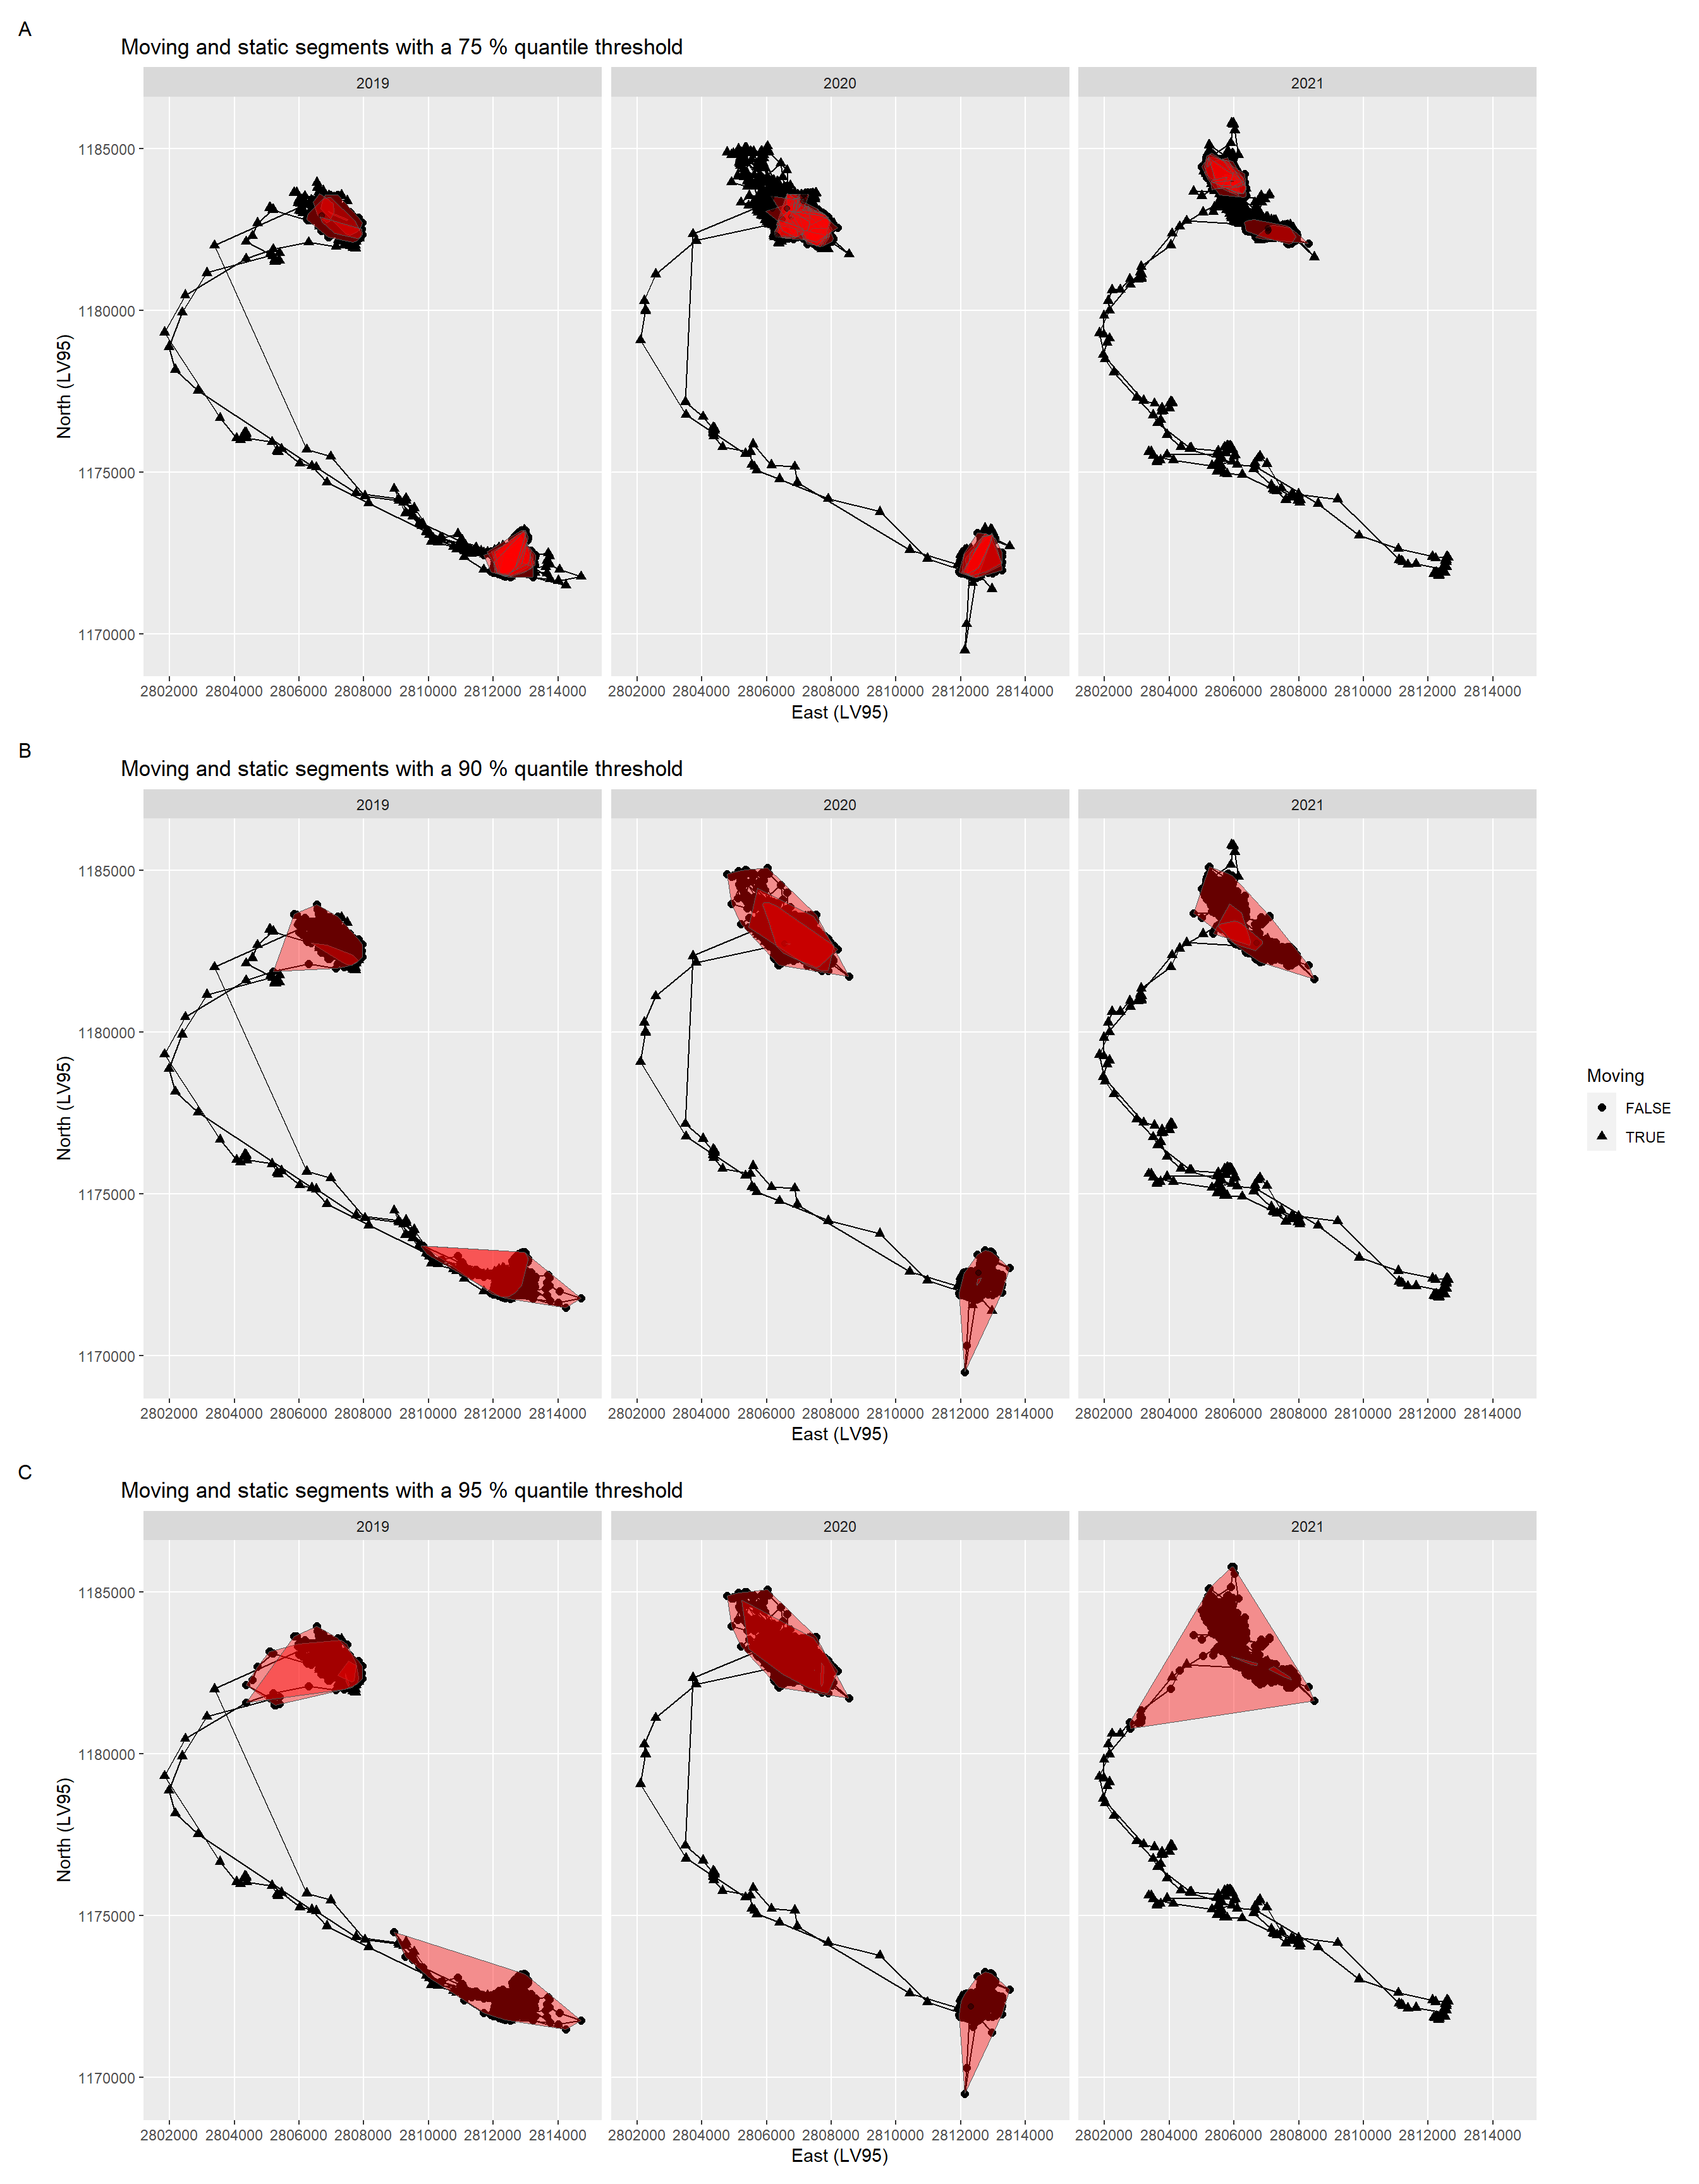 A
Moving and static segments with a 75 % quantile threshold
2019 2020 2021
1185000
1180000
1175000
1170000
North (LV95)
2802000 2804000 2806000 2808000 2810000 2812000 2814000 2802000 2804000 2806000 2808000 2810000 2812000 2814000 2802000 2804000 2806000 2808000 2810000 2812000 2814000
East (LV95)
B
Moving and static segments with a 90 % quantile threshold
2019 2020 2021
1185000
1180000
1175000
1170000
North (LV95)
2802000 2804000 2806000 2808000 2810000 2812000 2814000 2802000 2804000 2806000 2808000 2810000 2812000 2814000 2802000 2804000 2806000 2808000 2810000 2812000 2814000
East (LV95)
Moving
FALSE
TRUE
C
Moving and static segments with a 95 % quantile threshold
2019 2020 2021
1185000
1180000
1175000
1170000
North (LV95)
2802000 2804000 2806000 2808000 2810000 2812000 2814000 2802000 2804000 2806000 2808000 2810000 2812000 2814000 2802000 2804000 2806000 2808000 2810000 2812000 2814000
East (LV95)